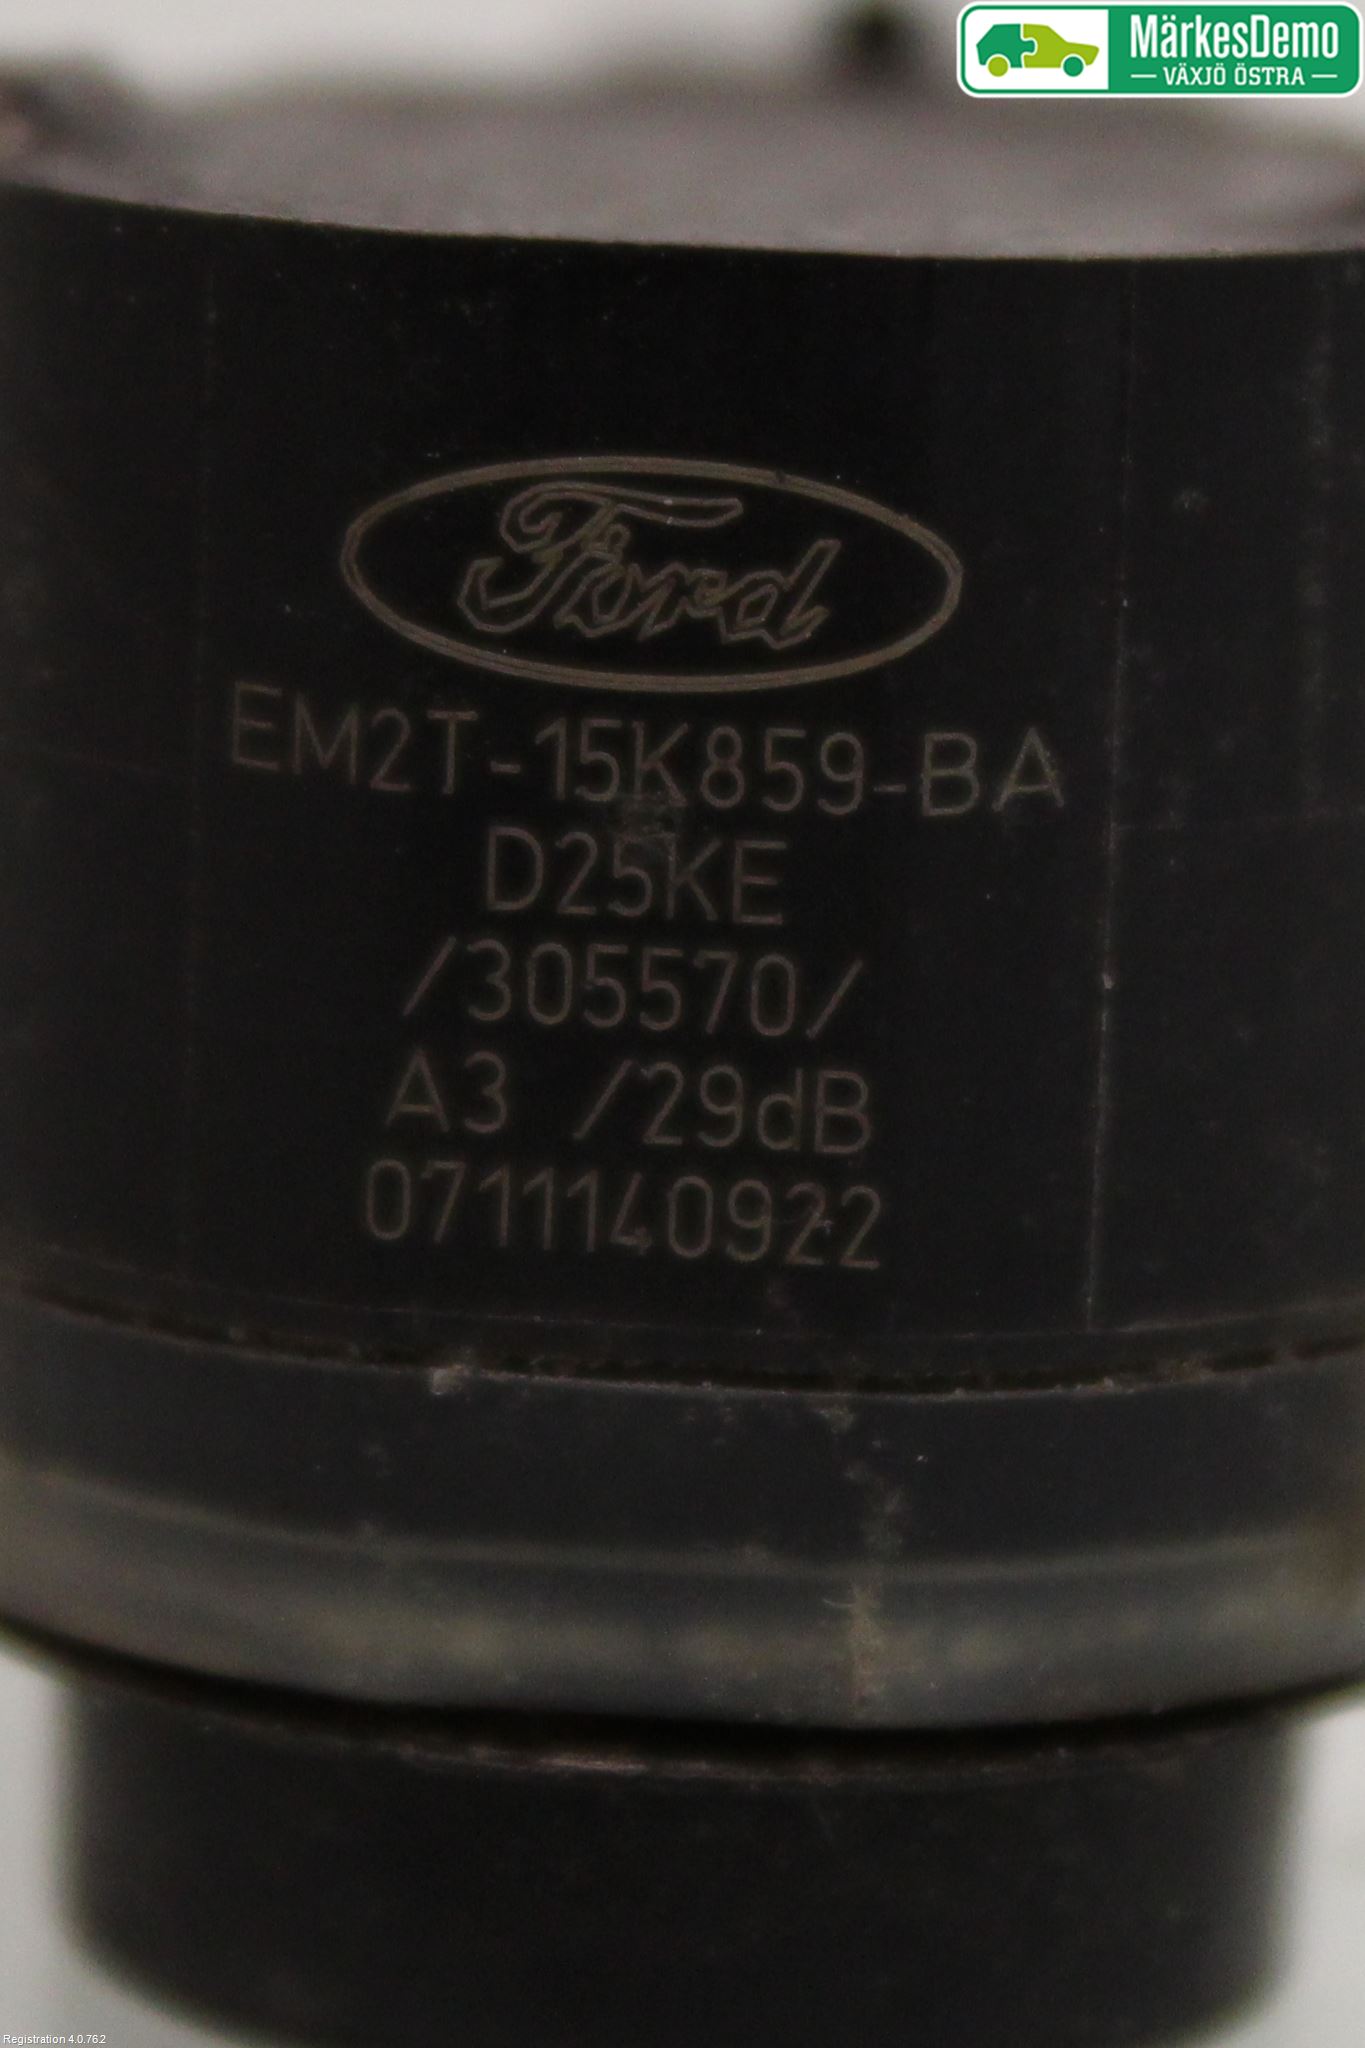 MärkesDemo
VÄXJÖ ÖSTRA
Ford
EM2T-15K859-BA
D25KE
/305570/
A3 /29dB
0711140922
Registration 4.0.762